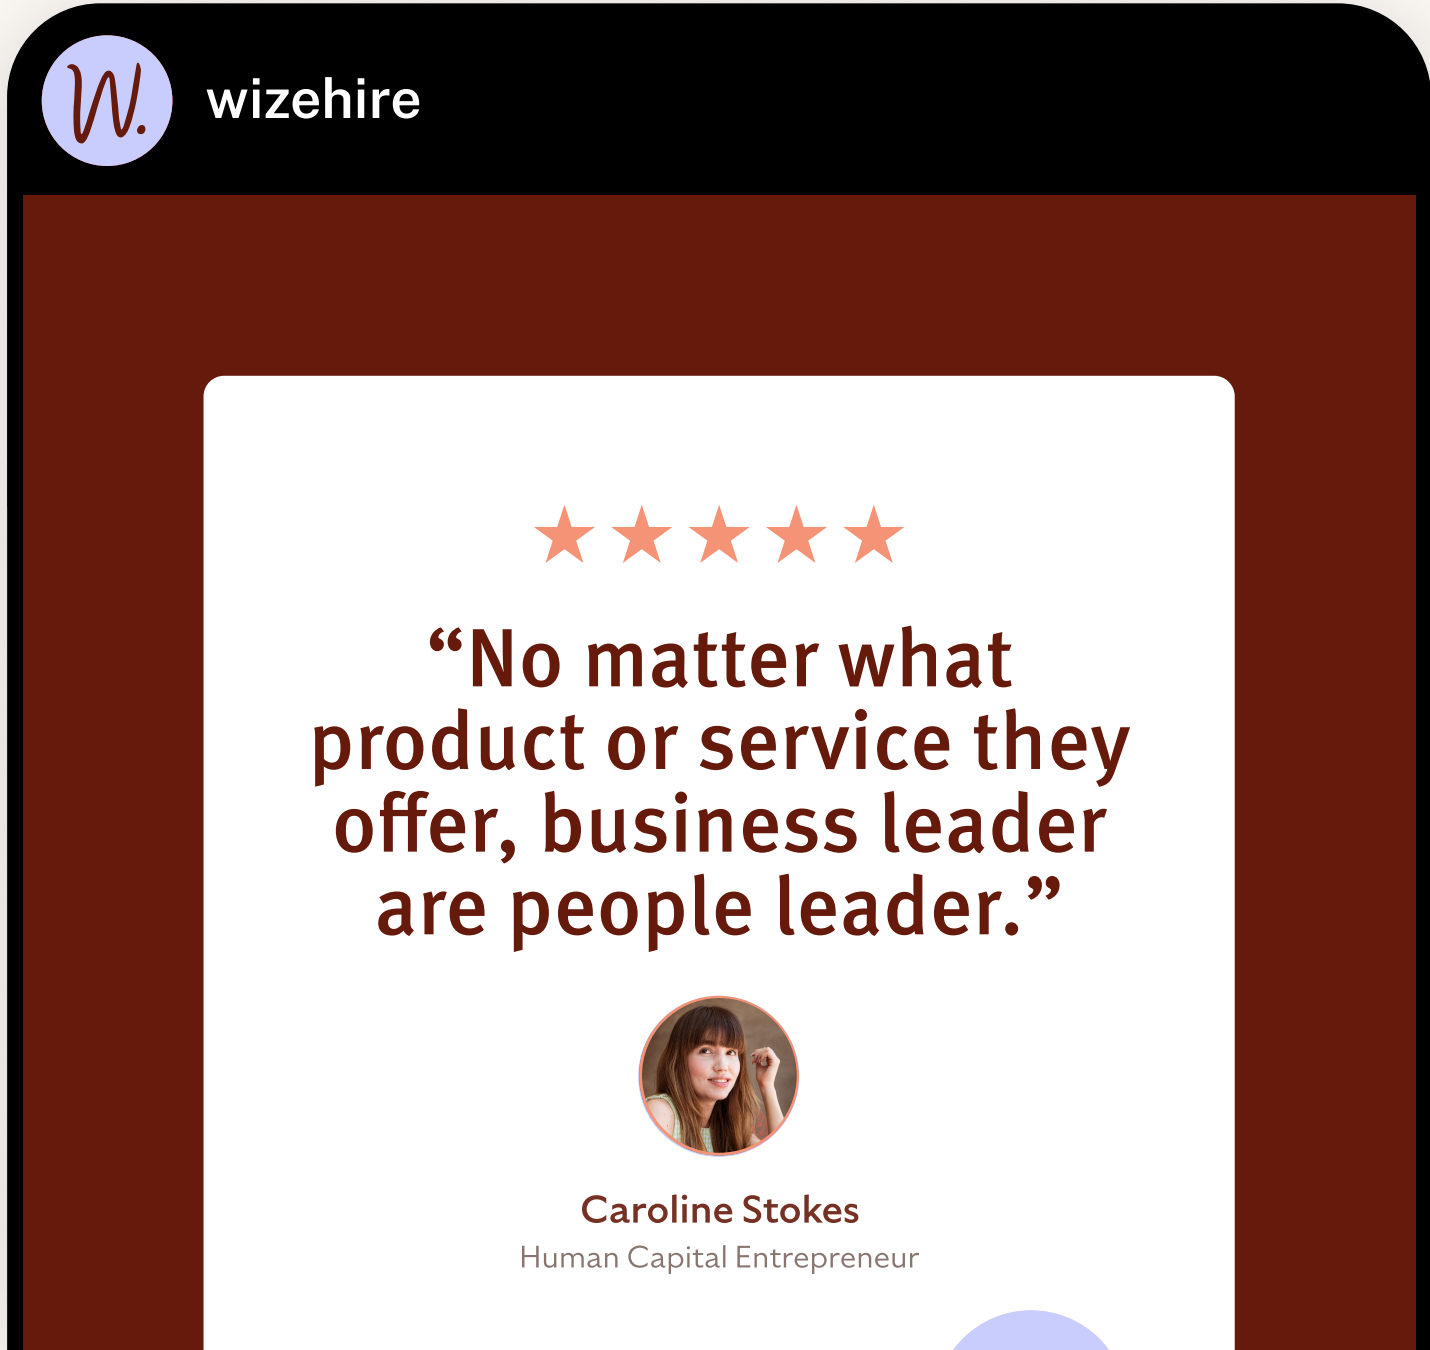 W.
wizehire
“No matter what
product or service they
offer, business leader
are people leader.”
Caroline Stokes
Human Capital Entrepreneur